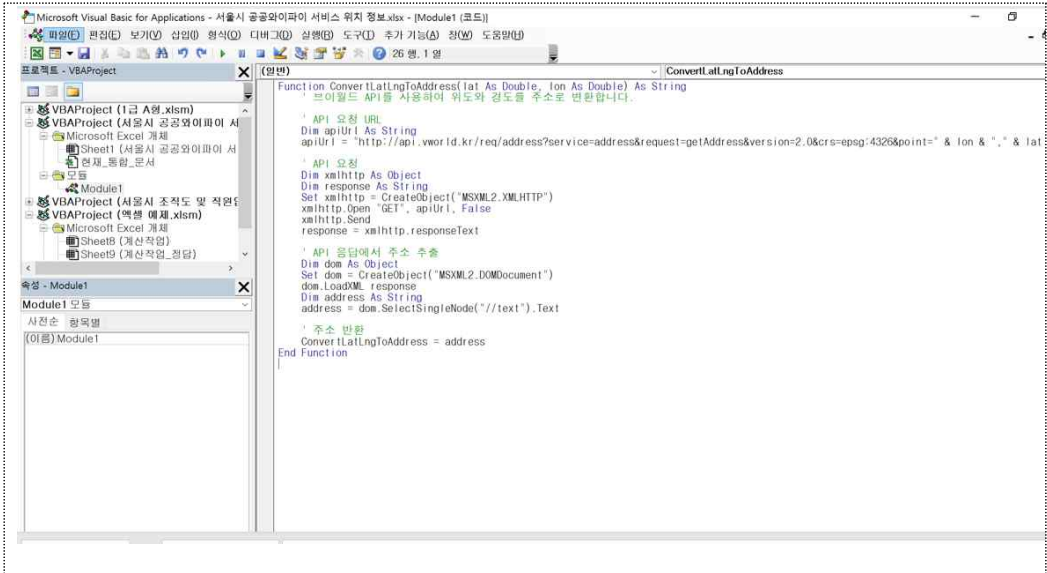 Microsoft Visual Basic for Applications - 서울시 공공와이파이 서비스 위치 정보.xlsx - [Module1 (코드)]
파일(F) 편집(E) 보기(V) 삽입(I) 형식(O) 디버그(D) 실행(R) 도구(T) 추가 기능(A) 창(W) 도움말(H)
26 행, 1 열
프로젝트 - VBAProject
(일반) ConvertLatLngToAddress
VBAProject (1급 A형.xlsm)
VBAProject (서울시 공공와이파이 서
Microsoft Excel 개체
Sheet1 (서울시 공공와이파이 서
현재_통합_문서
모듈
Module1
VBAProject (서울시 조직도 및 직원업
VBAProject (엑셀 예제.xlsm)
Microsoft Excel 개체
Sheet8 (계산작업)
Sheet9 (계산작업_정답)
속성 - Module1
Module1 모듈
사전순 항목별
(이름) Module1
Function ConvertLatLngToAddress(lat As Double, lon As Double) As String
' 브이월드 API를 사용하여 위도와 경도를 주소로 변환합니다.
' API 요청 URL
Dim apiUrl As String
apiUrl = "http://api.vworld.kr/req/address?service=address&request=getAddress&version=2.0&crs=epsg:4326&point=" & lon & "," & lat
' API 요청
Dim xmlhttp As Object
Dim response As String
Set xmlhttp = CreateObject("MSXML2.XMLHTTP")
xmlhttp.Open "GET", apiUrl, False
xmlhttp.Send
response = xmlhttp.responseText
' API 응답에서 주소 추출
Dim dom As Object
Set dom = CreateObject("MSXML2.DOMDocument")
dom.LoadXML response
Dim address As String
address = dom.SelectSingleNode("//text").Text
' 주소 반환
ConvertLatLngToAddress = address
End Function